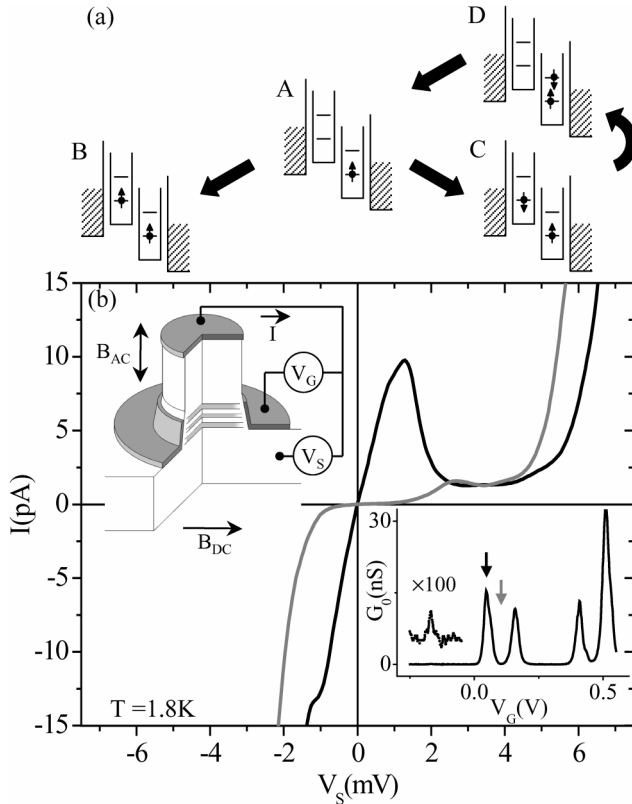 (a)
D
A
B
C
(b)
B_AC
I
V_G
V_S
B_DC
I(pA)
15
10
5
0
-5
-10
-15
T =1.8K
-6 -4 -2 0 2 4 6
V_S(mV)
G_0(nS)
30
0
×100
0.0 0.5
V_G(V)